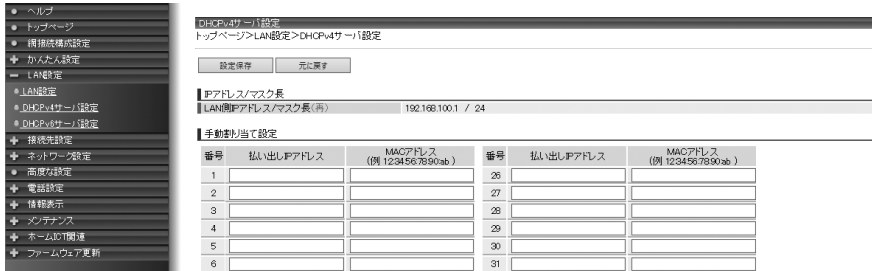 ヘルプ
トップページ
網接続構成設定
かんたん設定
LAN設定
LAN設定
DHCPv4サーバ設定
DHCPv6サーバ設定
接続先設定
ネットワーク設定
高度な設定
電話設定
情報表示
メンテナンス
ホームICT関連
ファームウェア更新
DHCPv4サーバ設定
トップページ>LAN設定>DHCPv4サーバ設定
設定保存 元に戻す
IPアドレス/マスク長
LAN側IPアドレス/マスク長(再) 192.168.100.1 / 24
手動割り当て設定
番号 払い出しIPアドレス MACアドレス 番号 払い出しIPアドレス MACアドレス
(例 1234567890ab ) (例 1234567890ab )
1 26
2 27
3 28
4 29
5 30
6 31